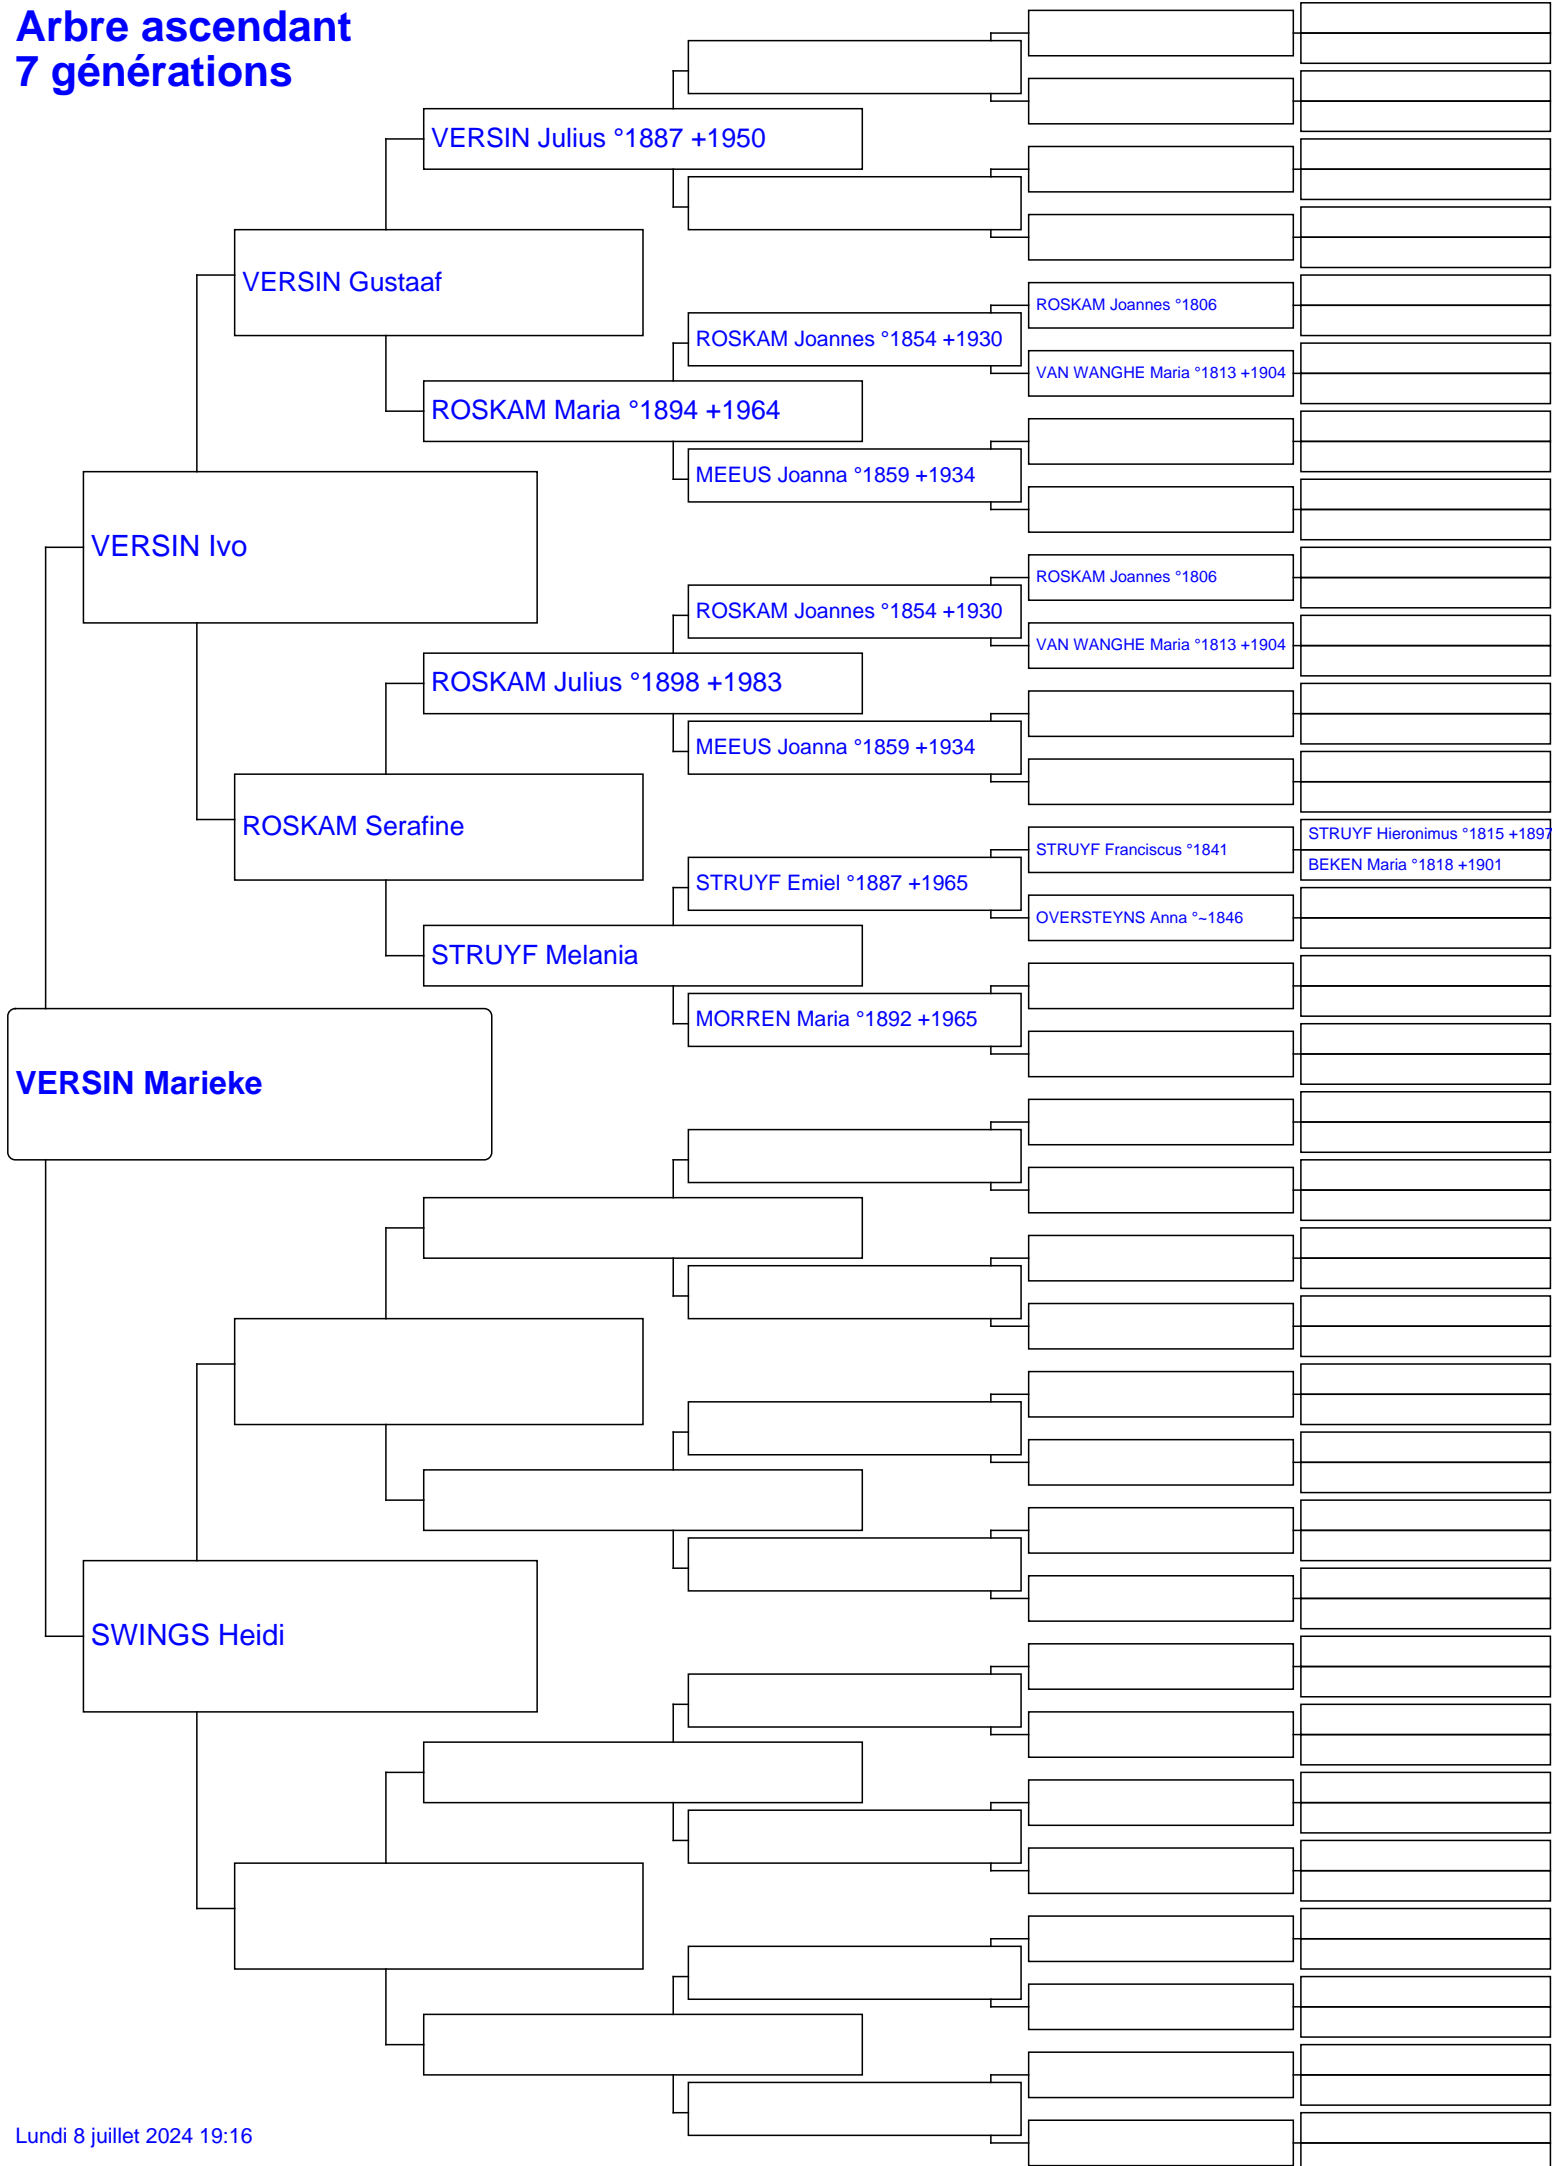 Arbre ascendant
7 générations
VERSIN Julius °1887 +1950
VERSIN Gustaaf
ROSKAM Joannes °1806
ROSKAM Joannes °1854 +1930
VAN WANGHE Maria °1813 +1904
ROSKAM Maria °1894 +1964
MEEUS Joanna °1859 +1934
VERSIN Ivo
ROSKAM Joannes °1806
ROSKAM Joannes °1854 +1930
VAN WANGHE Maria °1813 +1904
ROSKAM Julius °1898 +1983
MEEUS Joanna °1859 +1934
ROSKAM Serafine
STRUYF Hieronimus °1815 +1897
STRUYF Franciscus °1841
BEKEN Maria °1818 +1901
STRUYF Emiel °1887 +1965
OVERSTEYNS Anna °~1846
STRUYF Melania
MORREN Maria °1892 +1965
VERSIN Marieke
SWINGS Heidi
Lundi 8 juillet 2024 19:16